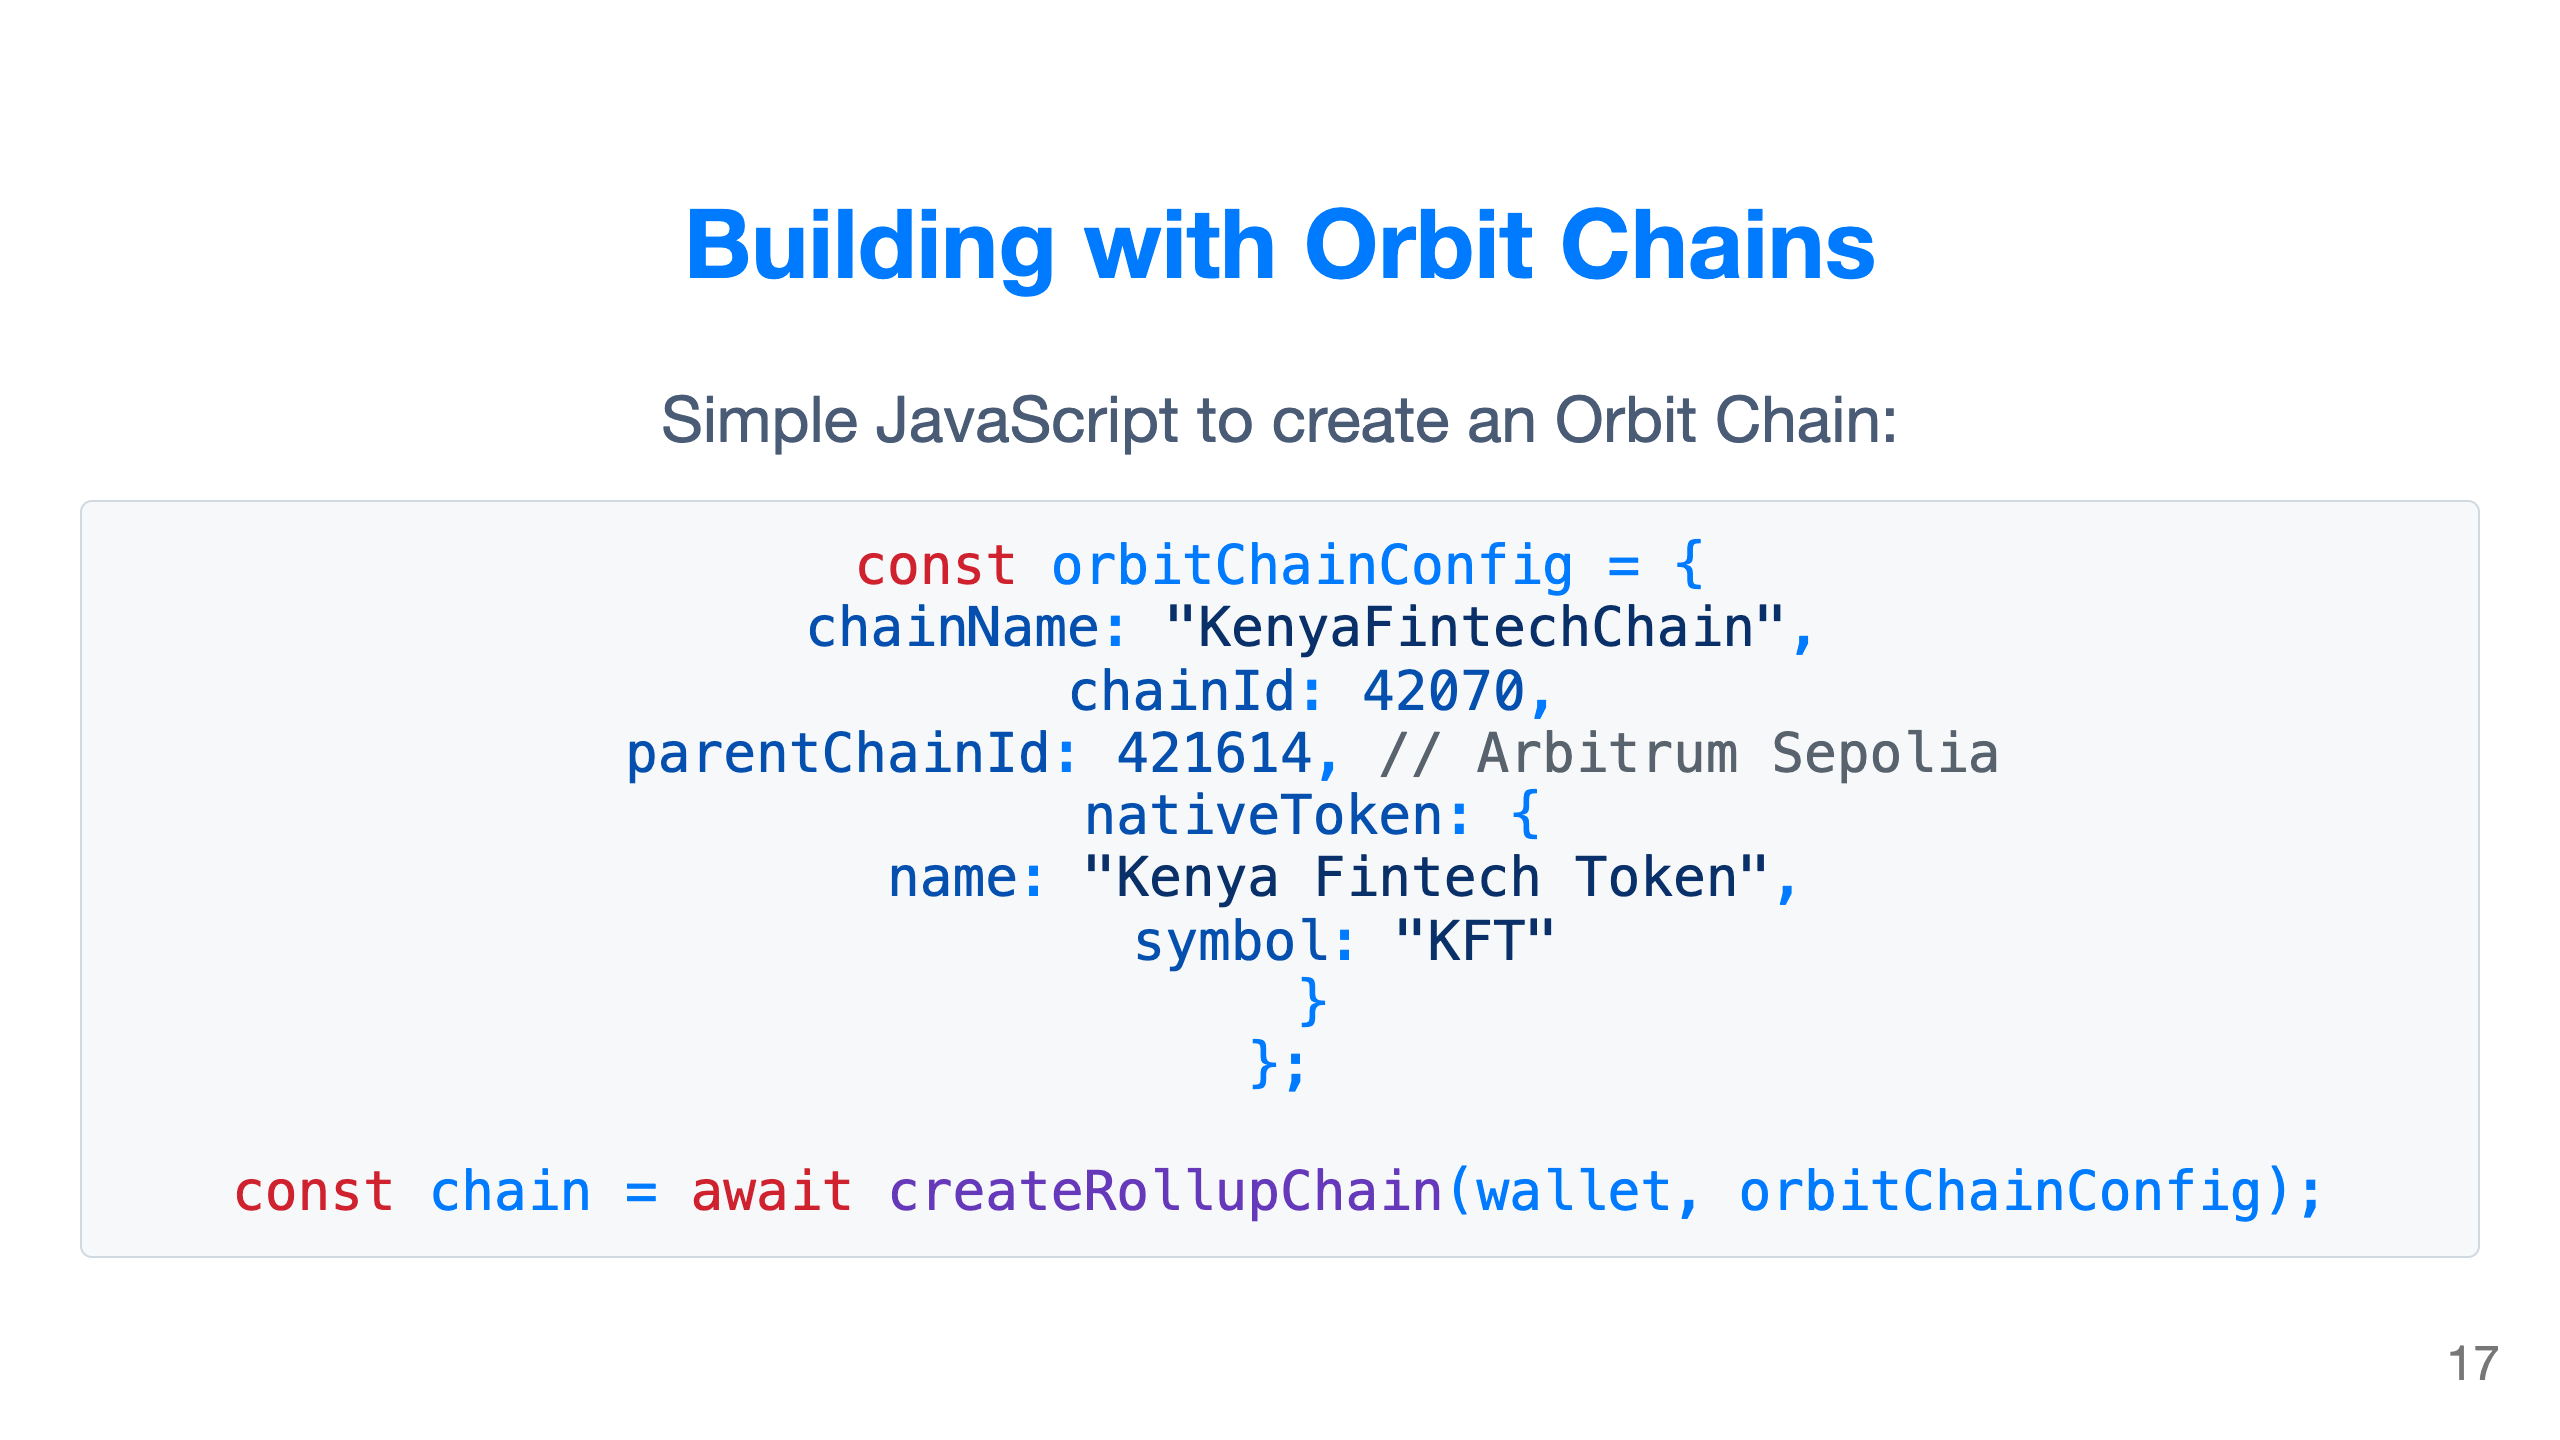 Building with Orbit Chains
Simple JavaScript to create an Orbit Chain:
const orbitChainConfig = {
chainName: "KenyaFintechChain",
chainId: 42070,
parentChainId: 421614, // Arbitrum Sepolia
nativeToken: {
name: "Kenya Fintech Token",
symbol: "KFT"
}
};
const chain = await createRollupChain(wallet, orbitChainConfig);
17